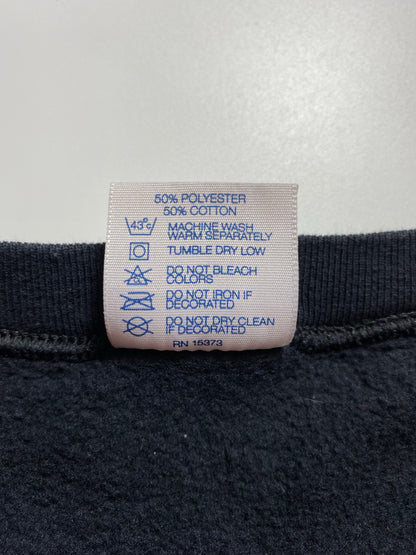 50% POLYESTER
50% COTTON
43°c MACHINE WASH
WARM SEPARATELY
TUMBLE DRY LOW
DO NOT BLEACH
COLORS
DO NOT IRON IF
DECORATED
DO NOT DRY CLEAN
IF DECORATED
RN 15373